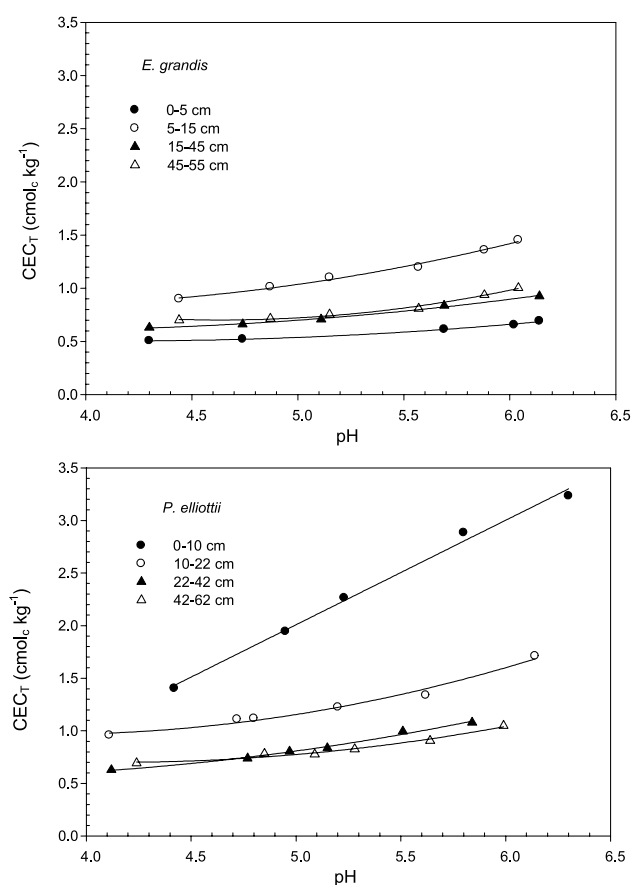 3.5
3.0
2.5
2.0
1.5
1.0
0.5
0.0
CEC_T (cmol_c kg^-1)
E. grandis
0-5 cm
5-15 cm
15-45 cm
45-55 cm
4.0 4.5 5.0 5.5 6.0 6.5
pH
3.5
3.0
2.5
2.0
1.5
1.0
0.5
0.0
CEC_T (cmol_c kg^-1)
P. elliottii
0-10 cm
10-22 cm
22-42 cm
42-62 cm
4.0 4.5 5.0 5.5 6.0 6.5
pH